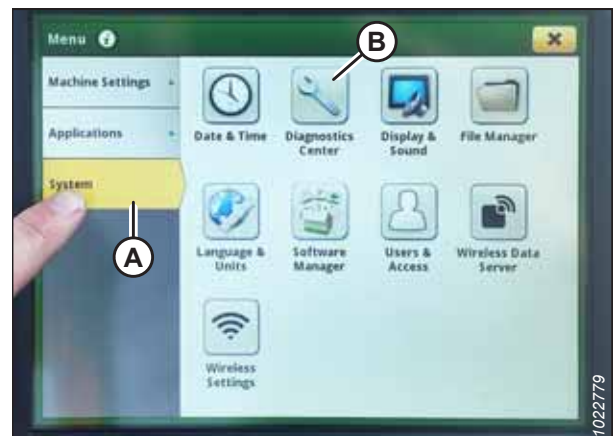 Menu
Machine Settings
Applications
System
Date & Time
Diagnostics
Center
Display &
Sound
File Manager
Language &
Units
Software
Manager
Users &
Access
Wireless Data
Server
Wireless
Settings
A
B
1022779